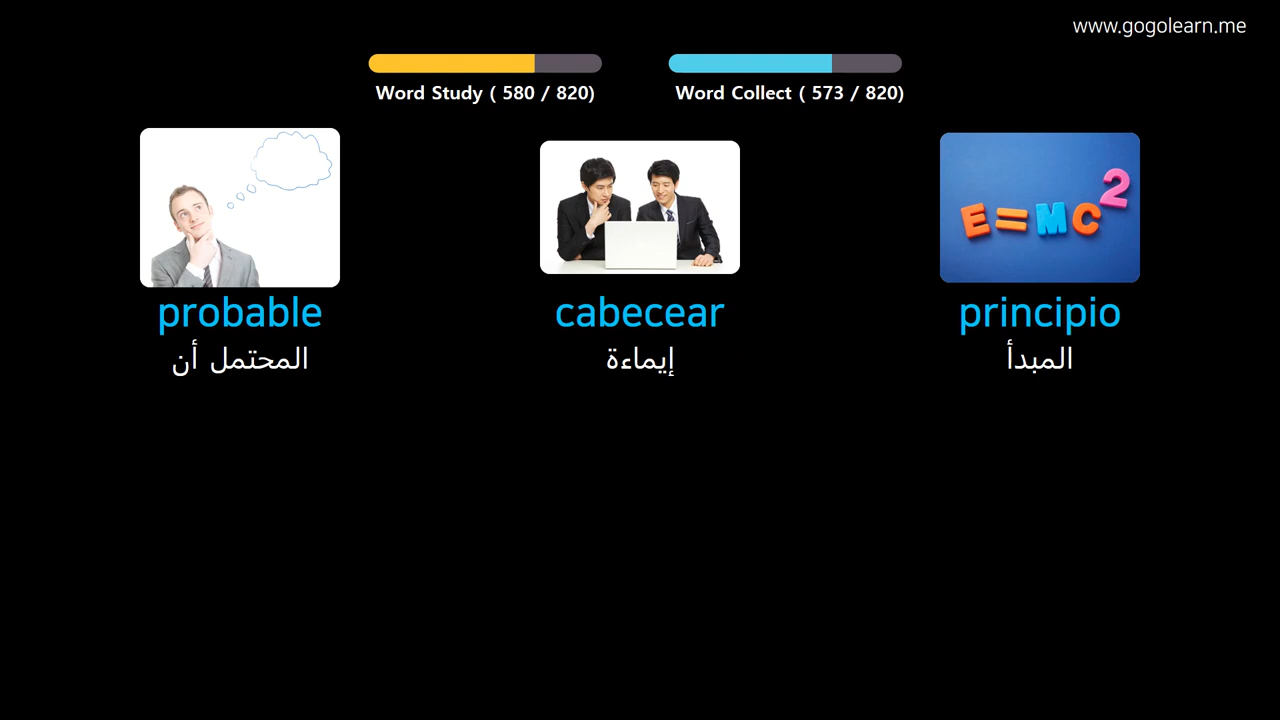 www.gogolearn.me
Word Study ( 580 / 820)
Word Collect ( 573 / 820)
E=MC2
probable
cabecear
principio
المحتمل أن
إيماءة
المبدأ